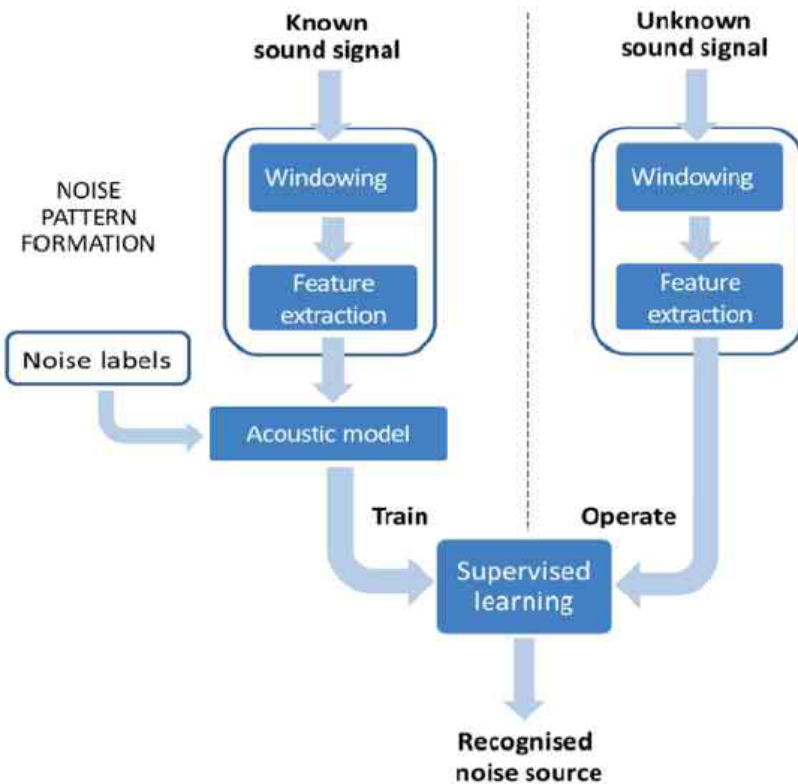 Known
sound signal
Unknown
sound signal
NOISE
PATTERN
FORMATION
Windowing
Feature
extraction
Windowing
Feature
extraction
Noise labels
Acoustic model
Train
Operate
Supervised
learning
Recognised
noise source